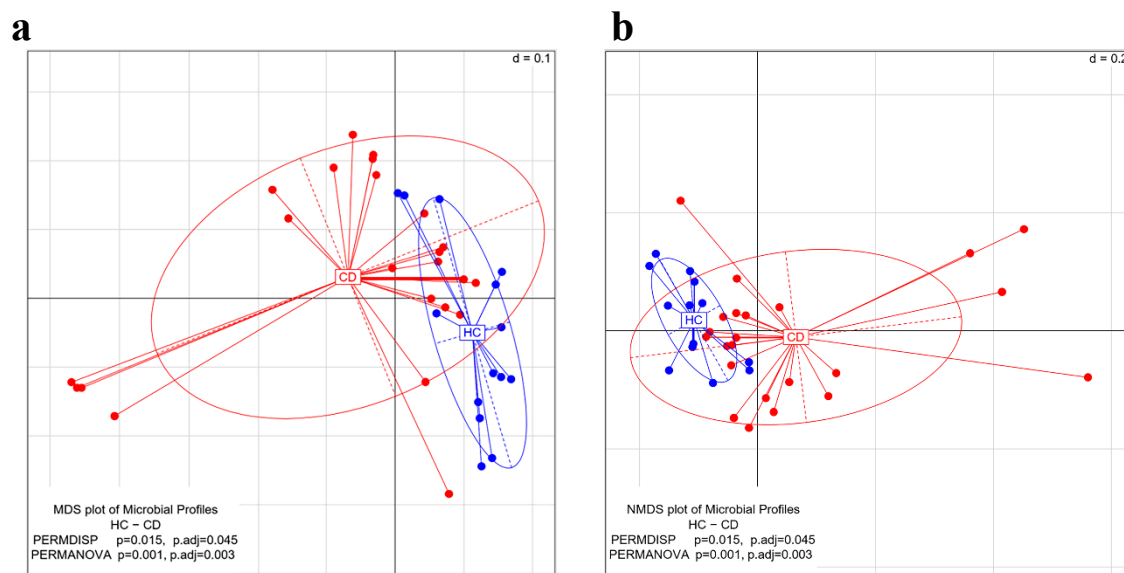 a
d = 0.1
CD
HC
MDS plot of Microbial Profiles
HC − CD
PERMDISP p=0.015, p.adj=0.045
PERMANOVA p=0.001, p.adj=0.003
b
d = 0.2
HC
CD
NMDS plot of Microbial Profiles
HC − CD
PERMDISP p=0.015, p.adj=0.045
PERMANOVA p=0.001, p.adj=0.003